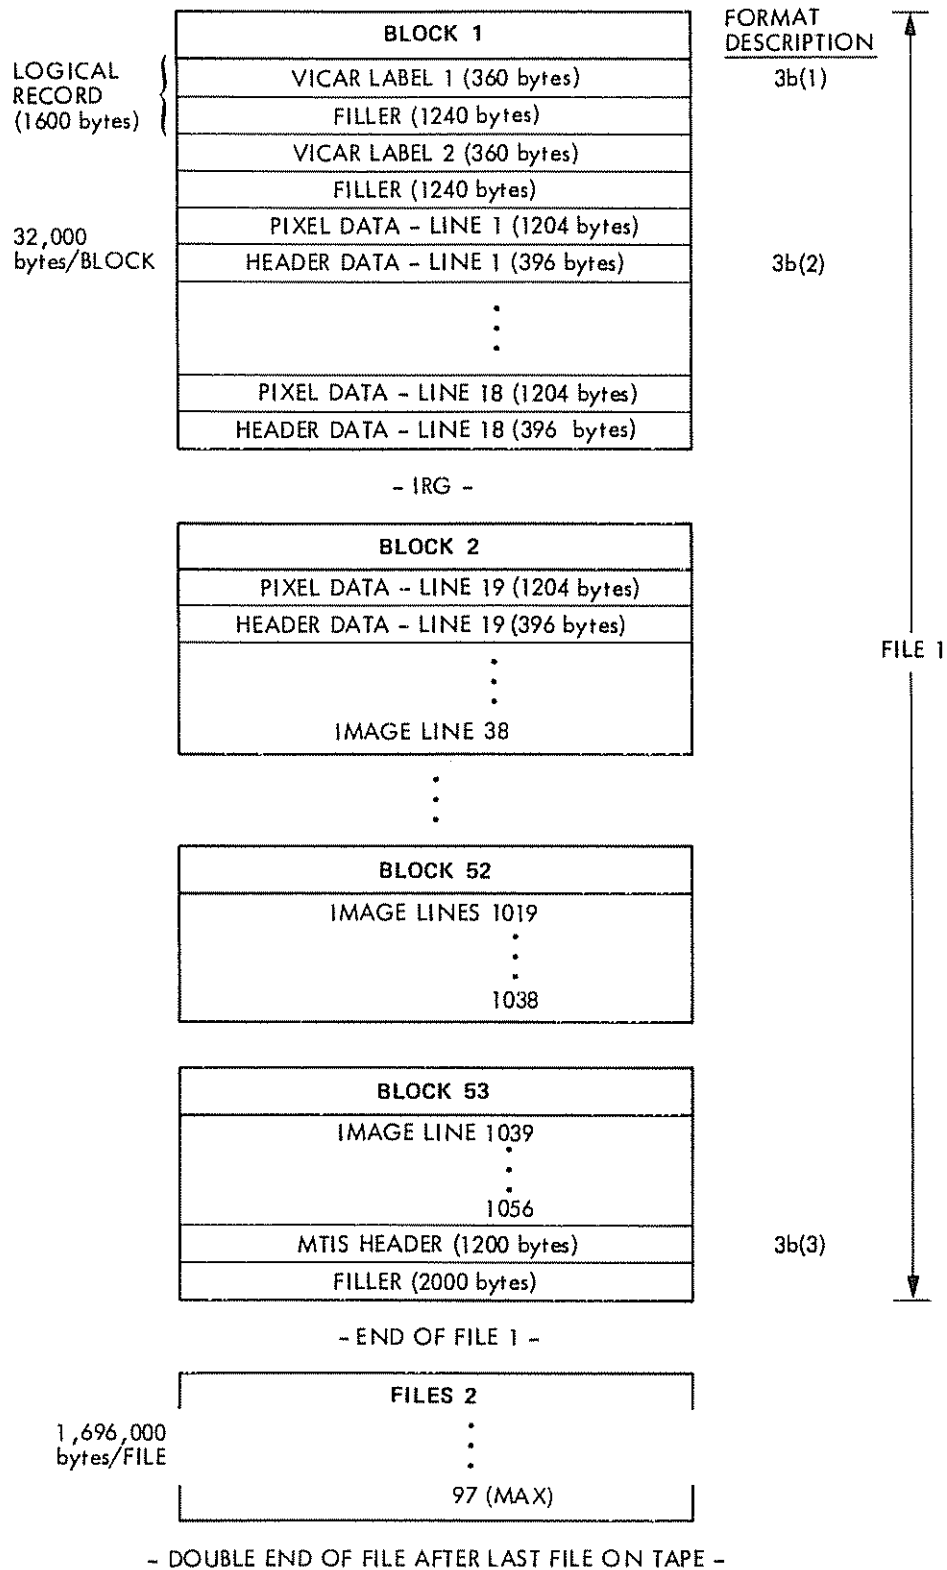 FORMAT
DESCRIPTION
BLOCK 1
LOGICAL
RECORD
(1600 bytes)
VICAR LABEL 1 (360 bytes)
3b(1)
FILLER (1240 bytes)
VICAR LABEL 2 (360 bytes)
FILLER (1240 bytes)
PIXEL DATA - LINE 1 (1204 bytes)
32,000
bytes/BLOCK
HEADER DATA - LINE 1 (396 bytes)
3b(2)
PIXEL DATA - LINE 18 (1204 bytes)
HEADER DATA - LINE 18 (396 bytes)
- IRG -
BLOCK 2
PIXEL DATA - LINE 19 (1204 bytes)
HEADER DATA - LINE 19 (396 bytes)
FILE 1
IMAGE LINE 38
BLOCK 52
IMAGE LINES 1019
1038
BLOCK 53
IMAGE LINE 1039
1056
MTIS HEADER (1200 bytes)
3b(3)
FILLER (2000 bytes)
- END OF FILE 1 -
FILES 2
1,696,000
bytes/FILE
97 (MAX)
- DOUBLE END OF FILE AFTER LAST FILE ON TAPE -